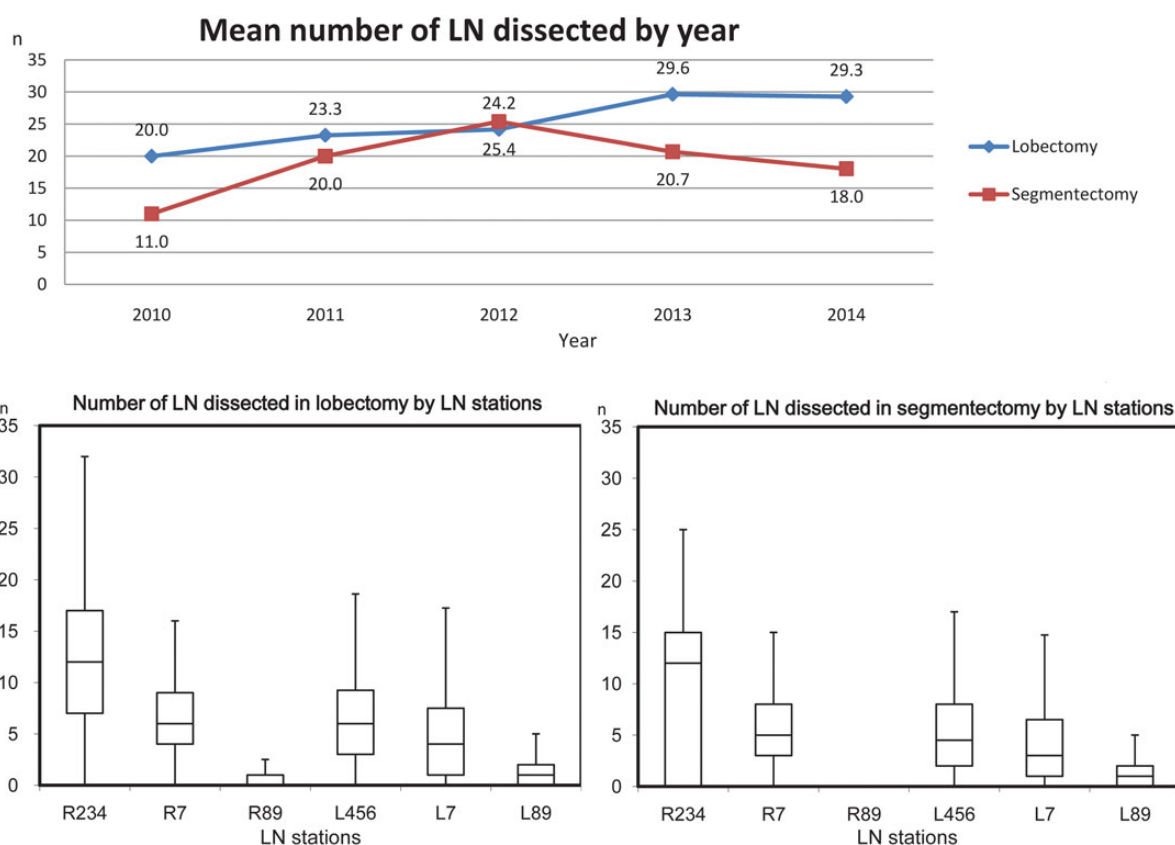 Mean number of LN dissected by year
n
35
30
25
20
15
10
5
0
20.0
23.3
24.2
29.6
29.3
11.0
20.0
25.4
20.7
18.0
2010 2011 2012 2013 2014
Year
Lobectomy
Segmentectomy
Number of LN dissected in lobectomy by LN stations
n
35
30
25
20
15
10
5
0
R234 R7 R89 L456 L7 L89
LN stations
Number of LN dissected in segmentectomy by LN stations
n
35
30
25
20
15
10
5
0
R234 R7 R89 L456 L7 L89
LN stations